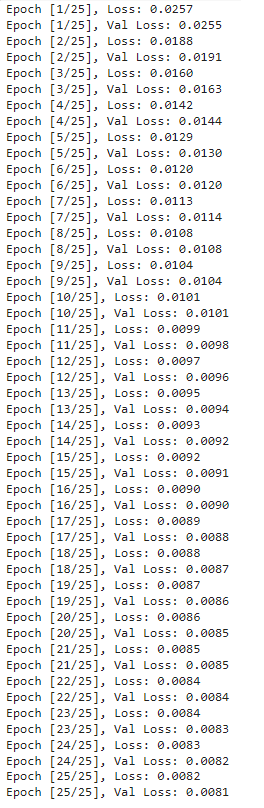 Epoch [1/25], Loss: 0.0257
Epoch [1/25], Val Loss: 0.0255
Epoch [2/25], Loss: 0.0188
Epoch [2/25], Val Loss: 0.0191
Epoch [3/25], Loss: 0.0160
Epoch [3/25], Val Loss: 0.0163
Epoch [4/25], Loss: 0.0142
Epoch [4/25], Val Loss: 0.0144
Epoch [5/25], Loss: 0.0129
Epoch [5/25], Val Loss: 0.0130
Epoch [6/25], Loss: 0.0120
Epoch [6/25], Val Loss: 0.0120
Epoch [7/25], Loss: 0.0113
Epoch [7/25], Val Loss: 0.0114
Epoch [8/25], Loss: 0.0108
Epoch [8/25], Val Loss: 0.0108
Epoch [9/25], Loss: 0.0104
Epoch [9/25], Val Loss: 0.0104
Epoch [10/25], Loss: 0.0101
Epoch [10/25], Val Loss: 0.0101
Epoch [11/25], Loss: 0.0099
Epoch [11/25], Val Loss: 0.0098
Epoch [12/25], Loss: 0.0097
Epoch [12/25], Val Loss: 0.0096
Epoch [13/25], Loss: 0.0095
Epoch [13/25], Val Loss: 0.0094
Epoch [14/25], Loss: 0.0093
Epoch [14/25], Val Loss: 0.0092
Epoch [15/25], Loss: 0.0092
Epoch [15/25], Val Loss: 0.0091
Epoch [16/25], Loss: 0.0090
Epoch [16/25], Val Loss: 0.0090
Epoch [17/25], Loss: 0.0089
Epoch [17/25], Val Loss: 0.0088
Epoch [18/25], Loss: 0.0088
Epoch [18/25], Val Loss: 0.0087
Epoch [19/25], Loss: 0.0087
Epoch [19/25], Val Loss: 0.0086
Epoch [20/25], Loss: 0.0086
Epoch [20/25], Val Loss: 0.0085
Epoch [21/25], Loss: 0.0085
Epoch [21/25], Val Loss: 0.0085
Epoch [22/25], Loss: 0.0084
Epoch [22/25], Val Loss: 0.0084
Epoch [23/25], Loss: 0.0084
Epoch [23/25], Val Loss: 0.0083
Epoch [24/25], Loss: 0.0083
Epoch [24/25], Val Loss: 0.0082
Epoch [25/25], Loss: 0.0082
Epoch [25/25], Val Loss: 0.0081